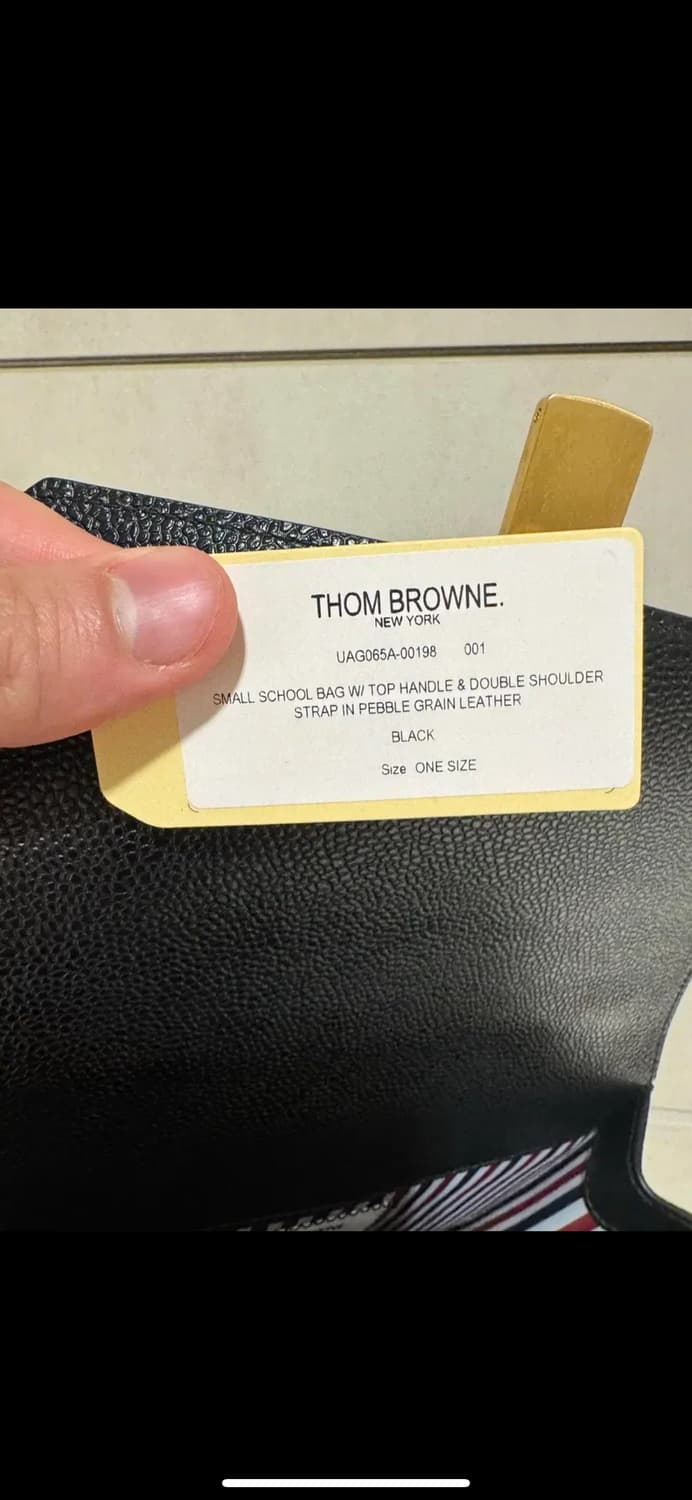 THOM BROWNE.
NEW YORK
UAG065A-00198 001
SMALL SCHOOL BAG W/ TOP HANDLE & DOUBLE SHOULDER
STRAP IN PEBBLE GRAIN LEATHER
BLACK
Size ONE SIZE